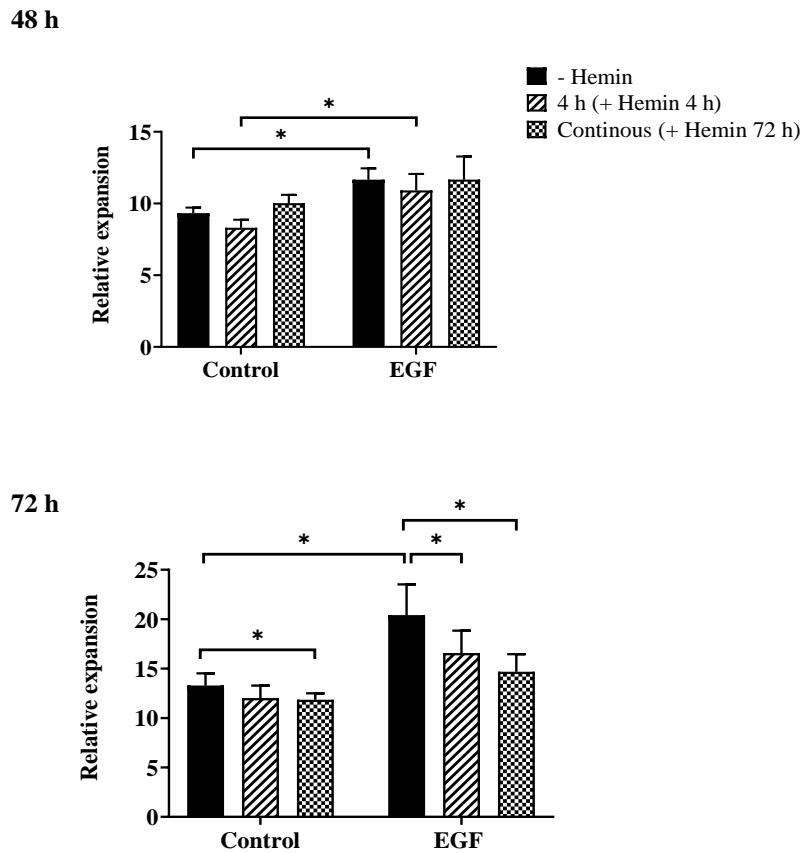 48 h
- Hemin
4 h (+ Hemin 4 h)
Continous (+ Hemin 72 h)
*
*
15
10
5
0
Relative expansion
Control EGF
72 h
*
*
*
*
25
20
15
10
5
0
Relative expansion
Control EGF